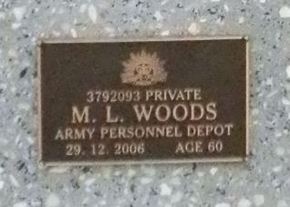 3792093 PRIVATE
M. L. WOODS
ARMY PERSONNEL DEPOT
29. 12. 2006 AGE 60